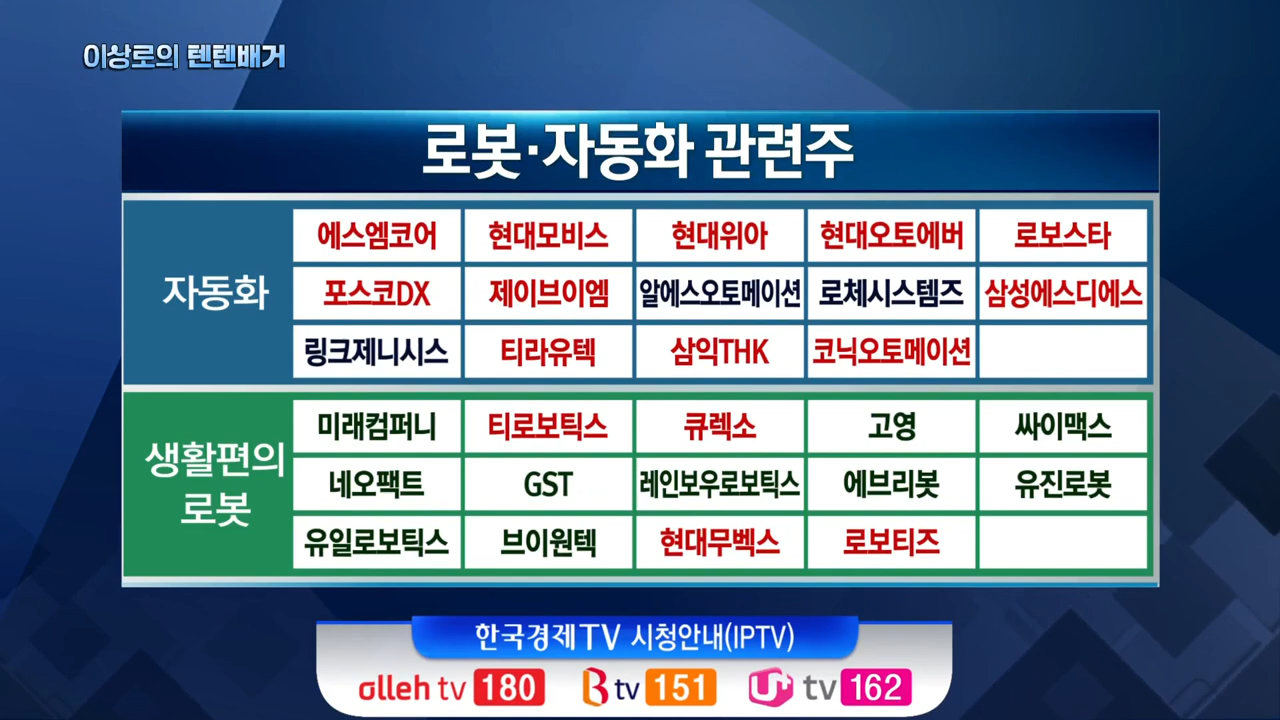 이상로의 텐텐배거
로봇·자동화 관련주
자동화
에스엠코어 현대모비스 현대위아 현대오토에버 로보스타
포스코DX 제이브이엠 알에스오토메이션 로체시스템즈 삼성에스디에스
링크제니시스 티라유텍 삼익THK 코닉오토메이션
생활편의
로봇
미래컴퍼니 티로보틱스 큐렉소 고영 싸이맥스
네오팩트 GST 레인보우로보틱스 에브리봇 유진로봇
유일로보틱스 브이원텍 현대무벡스 로보티즈
한국경제TV 시청안내(IPTV)
olleh tv 180 B tv 151 U+ tv 162